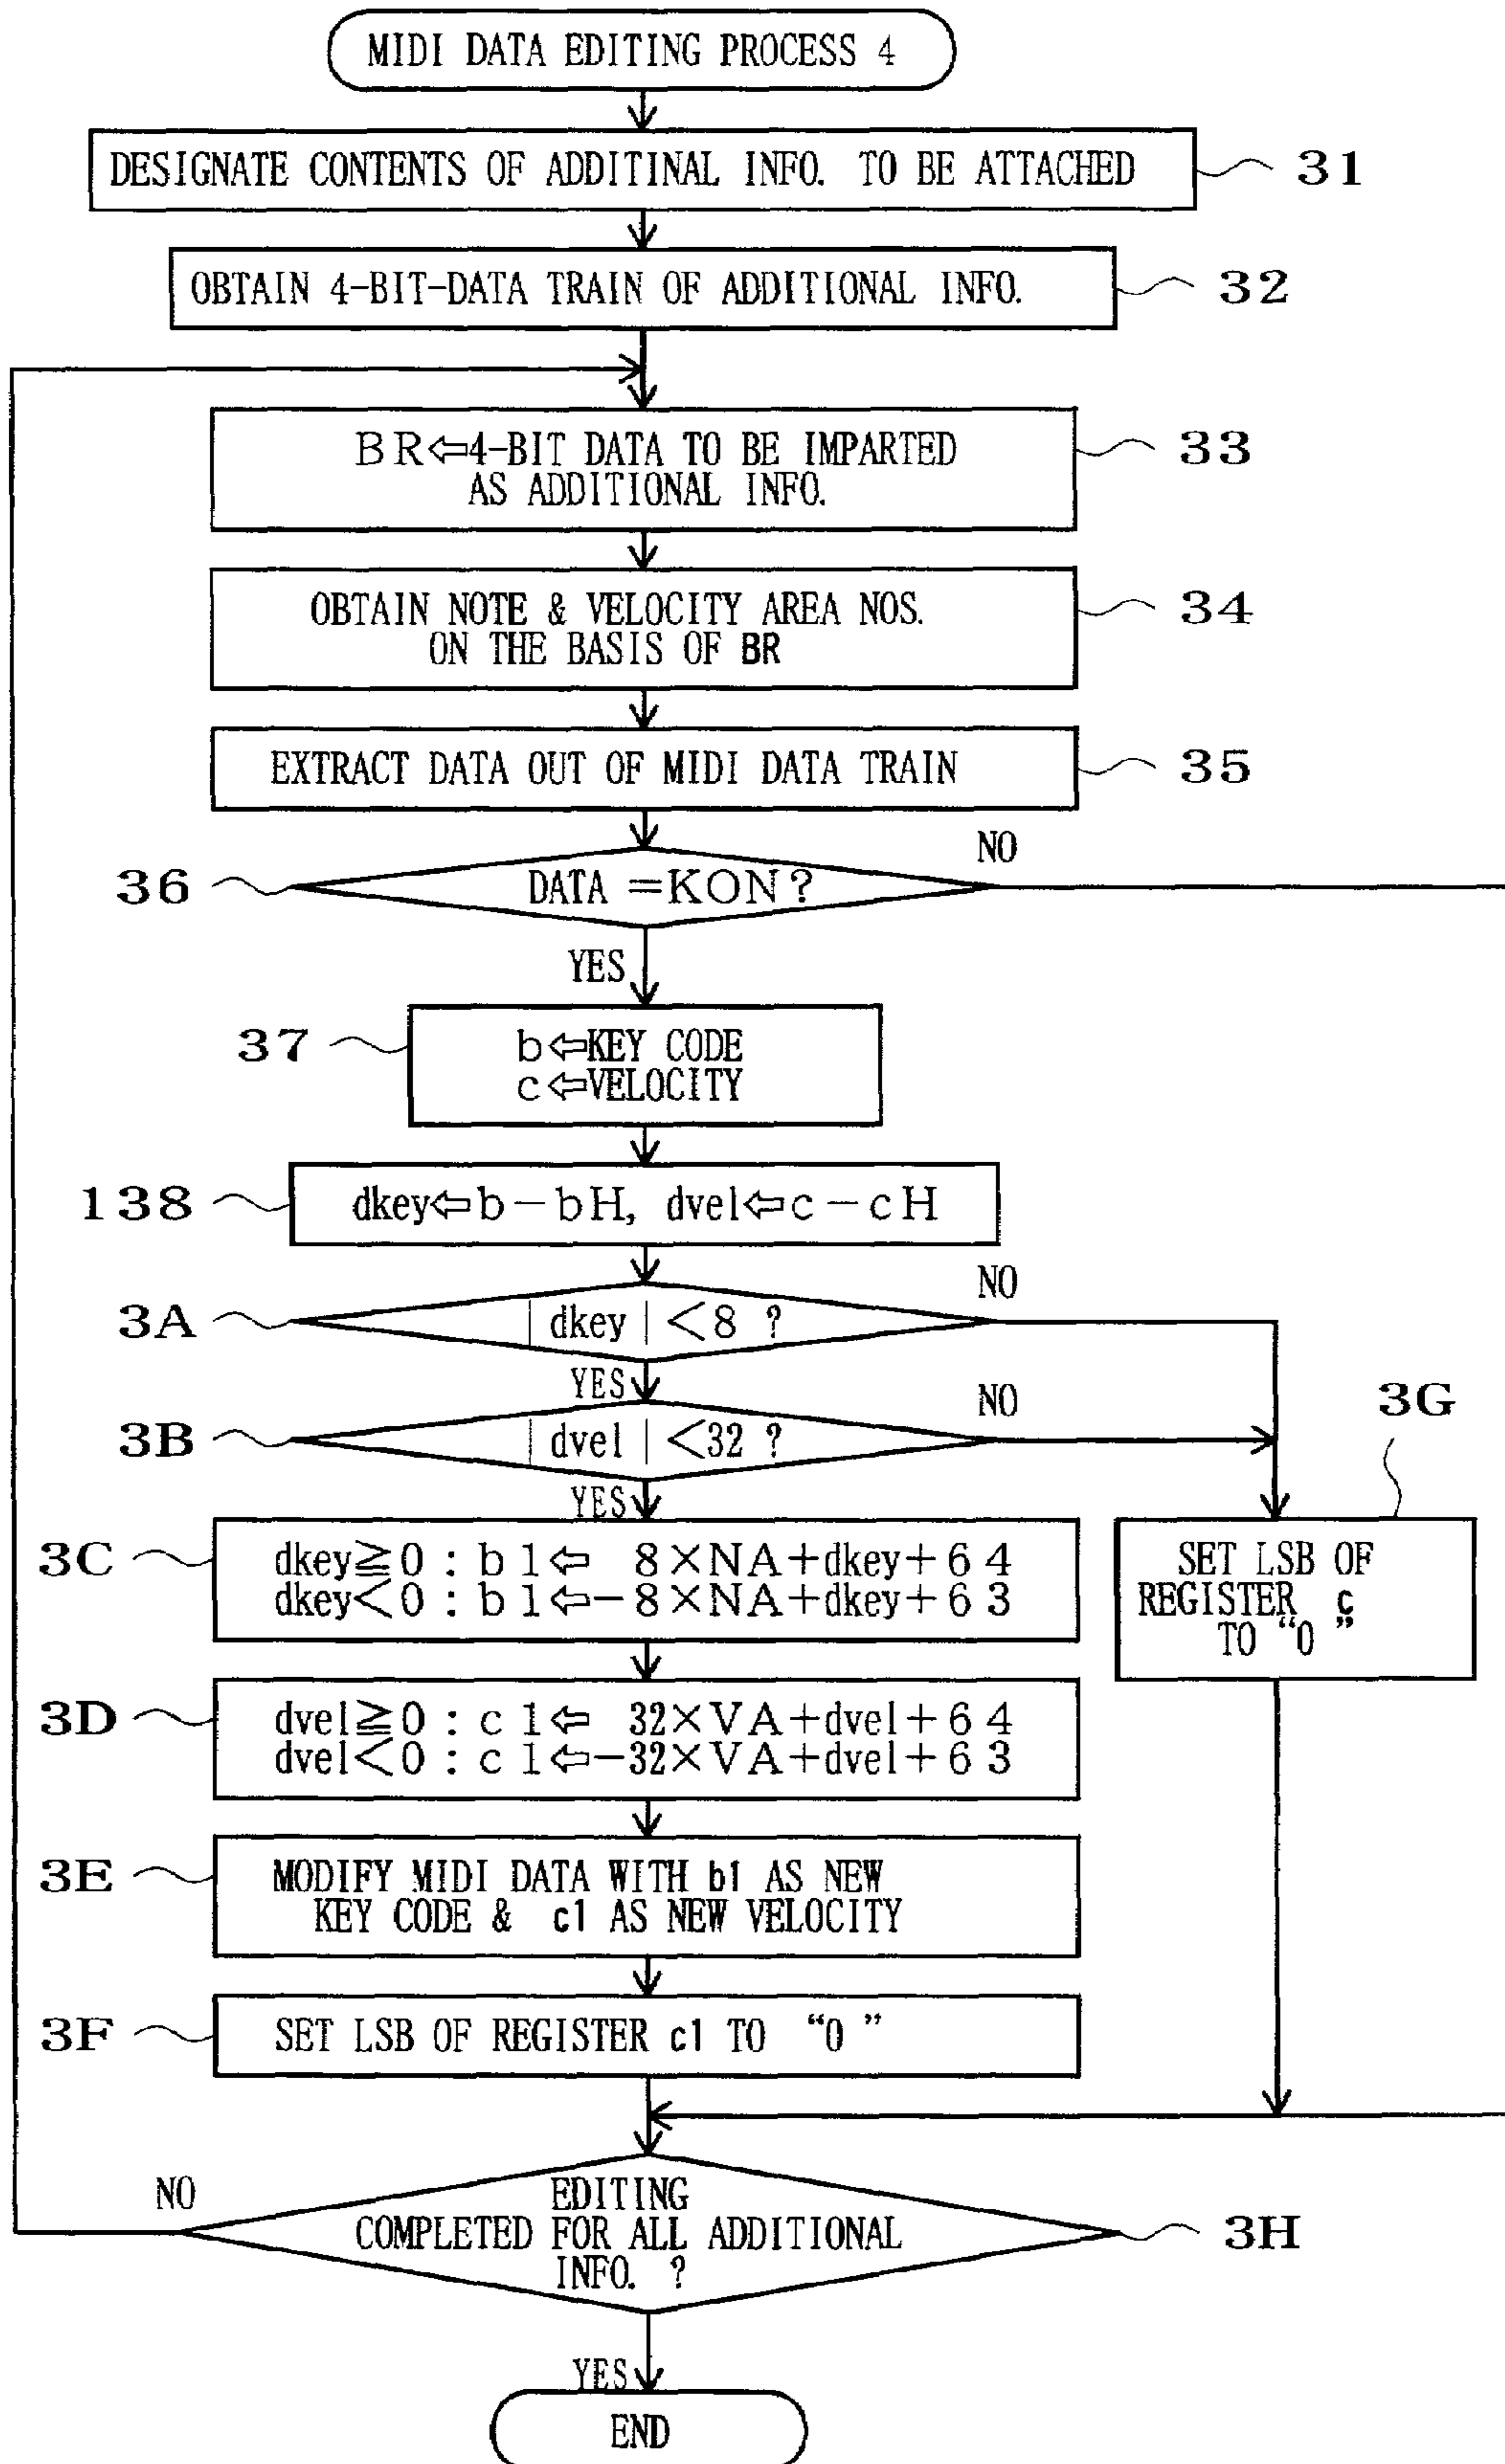 MIDI DATA EDITING PROCESS 4
DESIGNATE CONTENTS OF ADDITINAL INFO. TO BE ATTACHED
31
OBTAIN 4-BIT-DATA TRAIN OF ADDITIONAL INFO.
32
BR⇦4-BIT DATA TO BE IMPARTED
AS ADDITIONAL INFO.
33
OBTAIN NOTE & VELOCITY AREA NOS.
ON THE BASIS OF BR
34
EXTRACT DATA OUT OF MIDI DATA TRAIN
35
NO
36
DATA =KON?
YES
37
b⇦KEY CODE
c⇦VELOCITY
138
dkey⇦b-bH, dvel⇦c-cH
NO
3A
|dkey|<8 ?
YES
NO
3G
3B
|dvel|<32 ?
YES
3C
dkey≧0 : b1⇦ 8×NA+dkey+64
dkey<0 : b1⇦-8×NA+dkey+63
SET LSB OF
REGISTER c
TO “0”
3D
dvel≧0 : c1⇦ 32×VA+dvel+64
dvel<0 : c1⇦-32×VA+dvel+63
3E
MODIFY MIDI DATA WITH b1 AS NEW
KEY CODE & c1 AS NEW VELOCITY
3F
SET LSB OF REGISTER c1 TO “0”
NO
EDITING
COMPLETED FOR ALL ADDITIONAL
INFO. ?
3H
YES
END